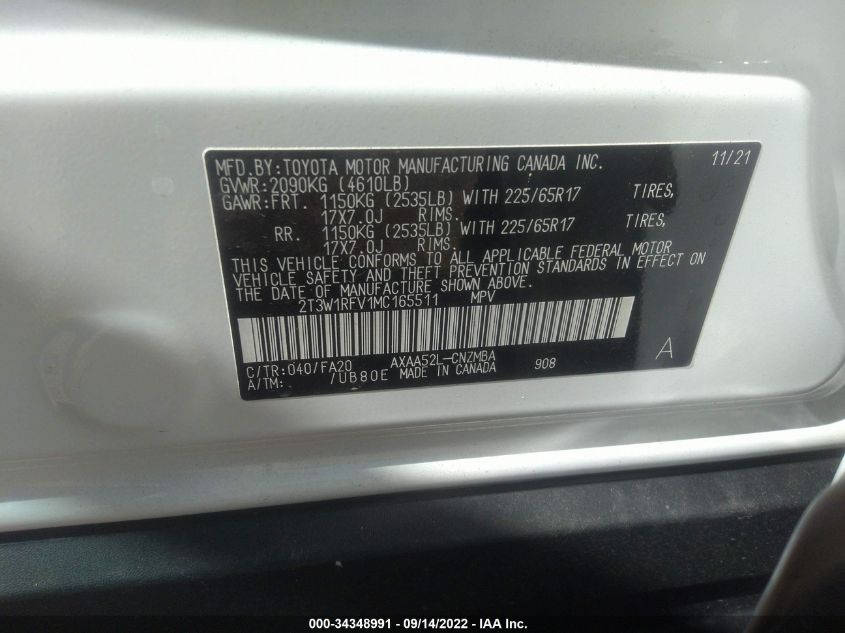 MFD.BY:TOYOTA MOTOR MANUFACTURING CANADA INC. 11/21
GVWR:2090KG (4610LB)
GAWR:FRT. 1150KG (2535LB) WITH 225/65R17 TIRES,
17X7.0J RIMS.
RR. 1150KG (2535LB) WITH 225/65R17 TIRES,
17X7.0J RIMS.
THIS VEHICLE CONFORMS TO ALL APPLICABLE FEDERAL MOTOR
VEHICLE SAFETY AND THEFT PREVENTION STANDARDS IN EFFECT ON
THE DATE OF MANUFACTURE SHOWN ABOVE.
2T3W1RFV1MC165511 MPV
C/TR:040/FA20 AXAA52L-CNZMBA
A/TM: /UB80E MADE IN CANADA 908 A
000-34348991 - 09/14/2022 - IAA Inc.